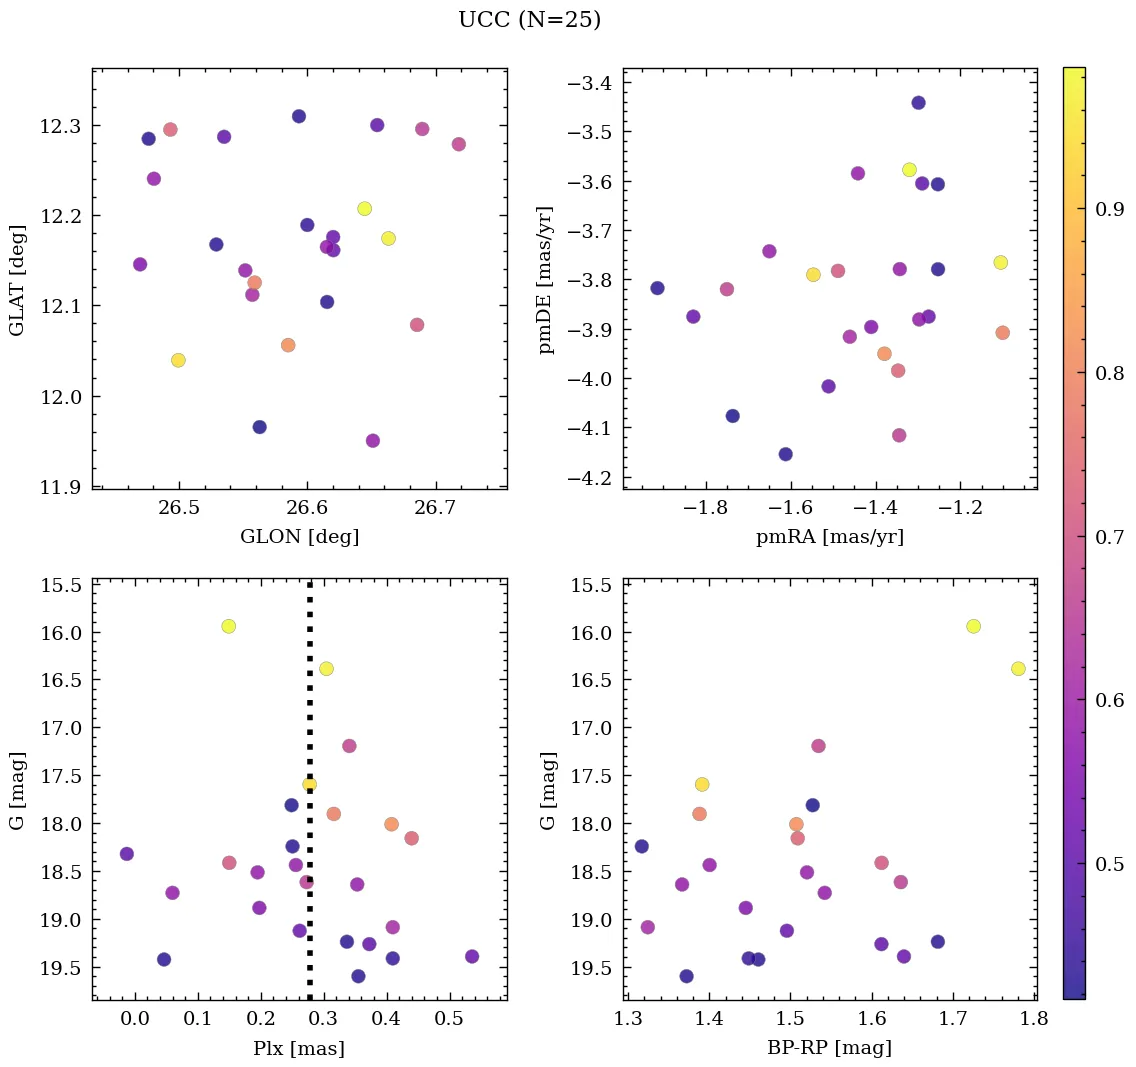 UCC (N=25)
12.3
12.2
12.1
12.0
11.9
GLAT [deg]
26.5 26.6 26.7
GLON [deg]
−3.4
−3.5
−3.6
−3.7
−3.8
−3.9
−4.0
−4.1
−4.2
pmDE [mas/yr]
−1.8 −1.6 −1.4 −1.2
pmRA [mas/yr]
15.5
16.0
16.5
17.0
17.5
18.0
18.5
19.0
19.5
G [mag]
0.0 0.1 0.2 0.3 0.4 0.5
Plx [mas]
15.5
16.0
16.5
17.0
17.5
18.0
18.5
19.0
19.5
G [mag]
1.3 1.4 1.5 1.6 1.7 1.8
BP-RP [mag]
0.9
0.8
0.7
0.6
0.5